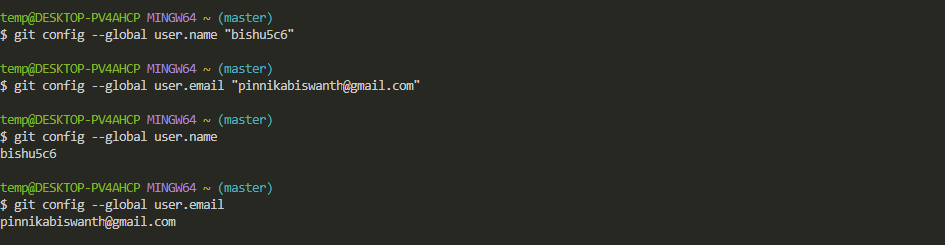 temp@DESKTOP-PV4AHCP MINGW64 ~ (master)
$ git config --global user.name "bishu5c6"
temp@DESKTOP-PV4AHCP MINGW64 ~ (master)
$ git config --global user.email "pinnikabiswanth@gmail.com"
temp@DESKTOP-PV4AHCP MINGW64 ~ (master)
$ git config --global user.name
bishu5c6
temp@DESKTOP-PV4AHCP MINGW64 ~ (master)
$ git config --global user.email
pinnikabiswanth@gmail.com